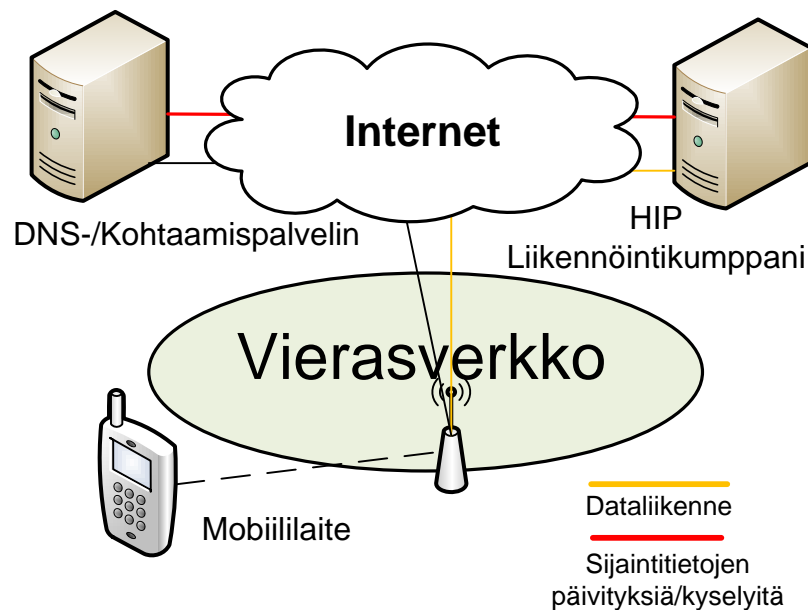 Internet
DNS-/Kohtaamispalvelin
HIP
Liikennöintikumppani
Vierasverkko
Mobiililaite
Dataliikenne
Sijaintitietojen
päivityksiä/kyselyitä